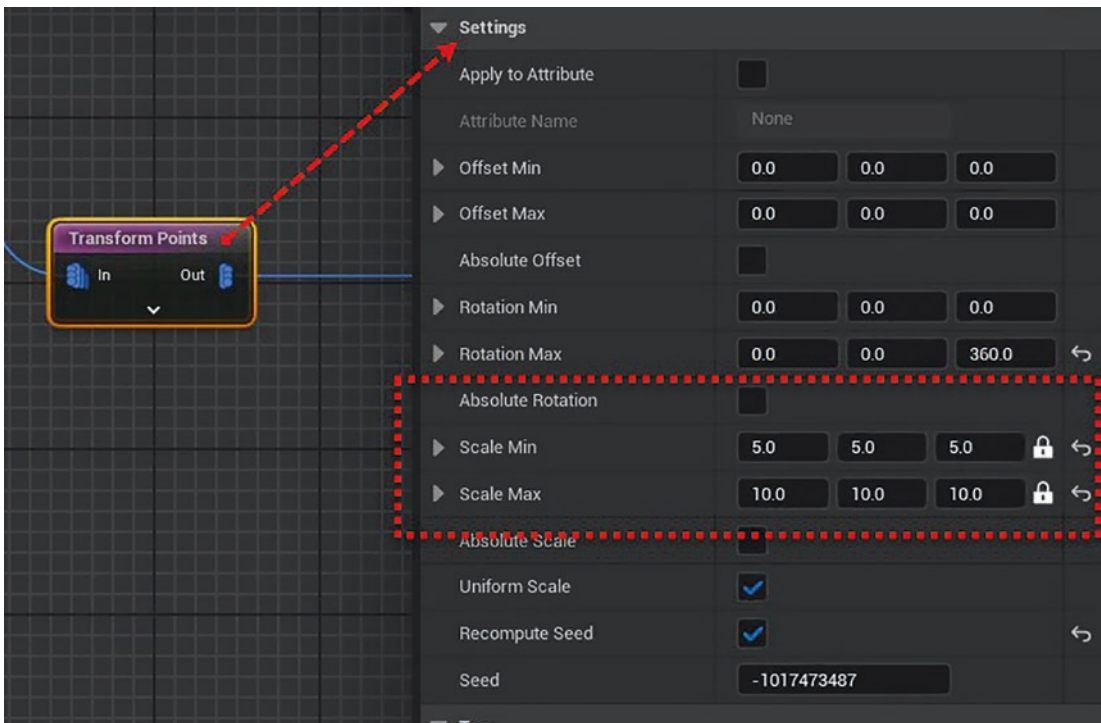 Settings
Apply to Attribute
Attribute Name None
Offset Min 0.0 0.0 0.0
Offset Max 0.0 0.0 0.0
Absolute Offset
Rotation Min 0.0 0.0 0.0
Rotation Max 0.0 0.0 360.0
Absolute Rotation
Scale Min 5.0 5.0 5.0
Scale Max 10.0 10.0 10.0
Absolute Scale
Uniform Scale
Recompute Seed
Seed -1017473487
Transform Points
In Out